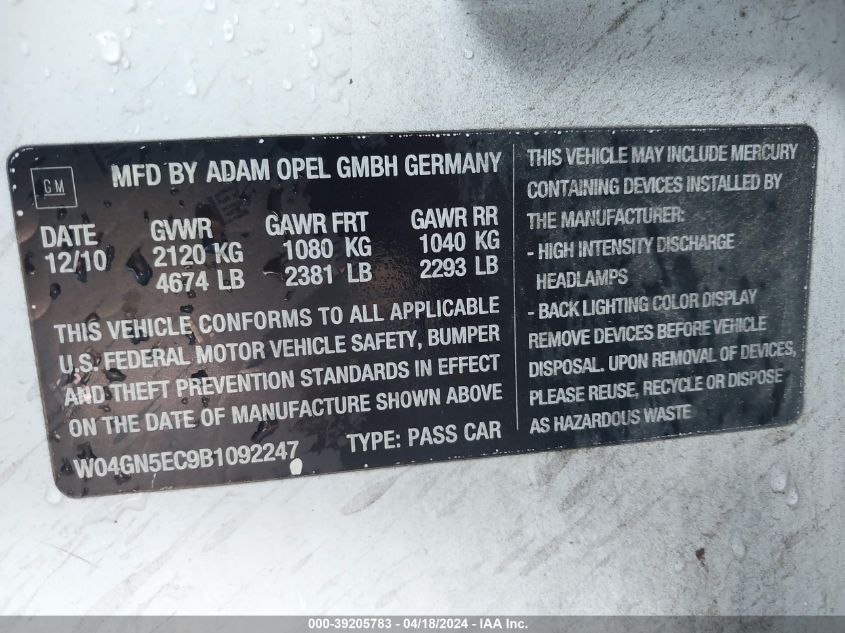 GM
MFD BY ADAM OPEL GMBH GERMANY
DATE GVWR GAWR FRT GAWR RR
12/10 2120 KG 1080 KG 1040 KG
4674 LB 2381 LB 2293 LB
THIS VEHICLE CONFORMS TO ALL APPLICABLE
U.S. FEDERAL MOTOR VEHICLE SAFETY, BUMPER
AND THEFT PREVENTION STANDARDS IN EFFECT
ON THE DATE OF MANUFACTURE SHOWN ABOVE
W04GN5EC9B1092247 TYPE: PASS CAR
THIS VEHICLE MAY INCLUDE MERCURY
CONTAINING DEVICES INSTALLED BY
THE MANUFACTURER:
- HIGH INTENSITY DISCHARGE
HEADLAMPS
- BACK LIGHTING COLOR DISPLAY
REMOVE DEVICES BEFORE VEHICLE
DISPOSAL. UPON REMOVAL OF DEVICES,
PLEASE REUSE, RECYCLE OR DISPOSE
AS HAZARDOUS WASTE
000-39205783 - 04/18/2024 - IAA Inc.